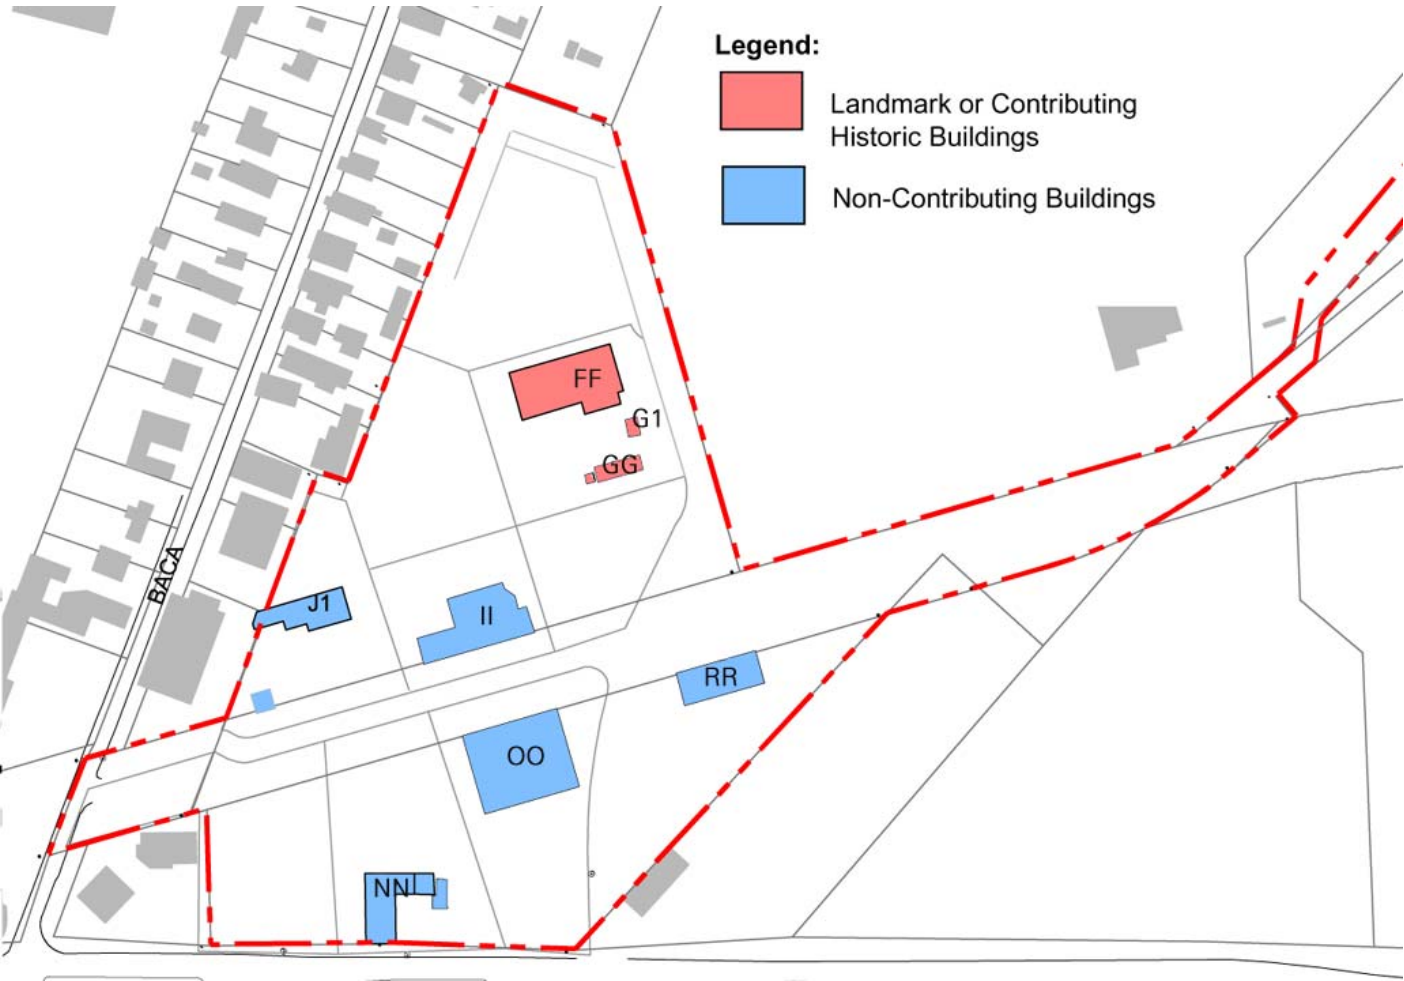 Legend:
Landmark or Contributing
Historic Buildings
Non-Contributing Buildings
FF
G1
GG
BACA
J1
II
RR
OO
NN